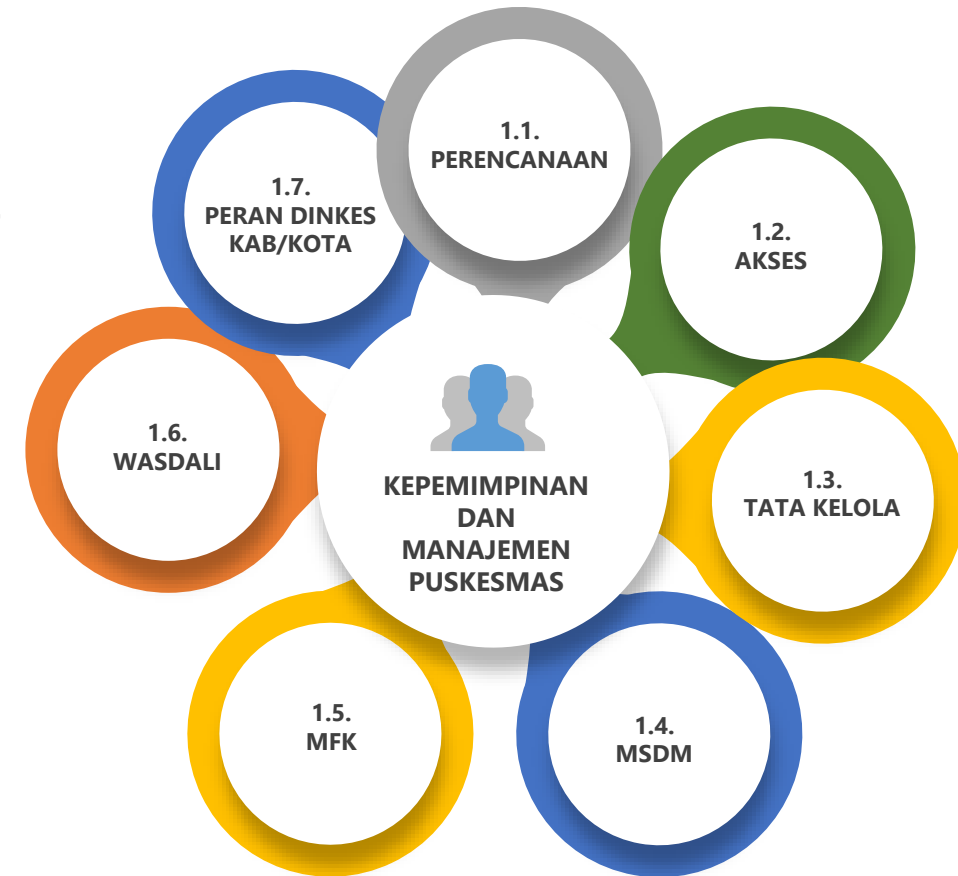 1.1.
PERENCANAAN
1.2.
AKSES
1.3.
TATA KELOLA
1.4.
MSDM
1.5.
MFK
1.6.
WASDALI
1.7.
PERAN DINKES
KAB/KOTA
KEPEMIMPINAN
DAN
MANAJEMEN
PUSKESMAS